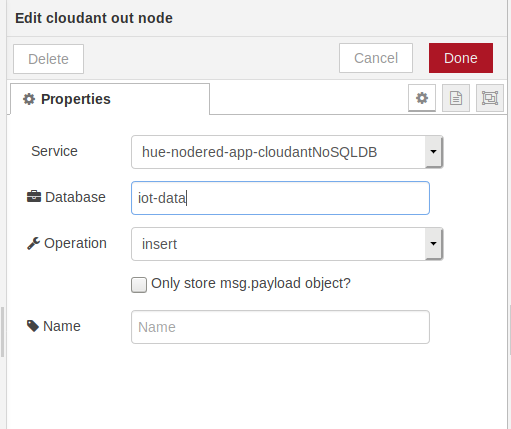 Edit cloudant out node
Delete
Cancel
Done
Properties
Service
hue-nodered-app-cloudantNoSQLDB
Database
iot-data
Operation
insert
Only store msg.payload object?
Name
Name